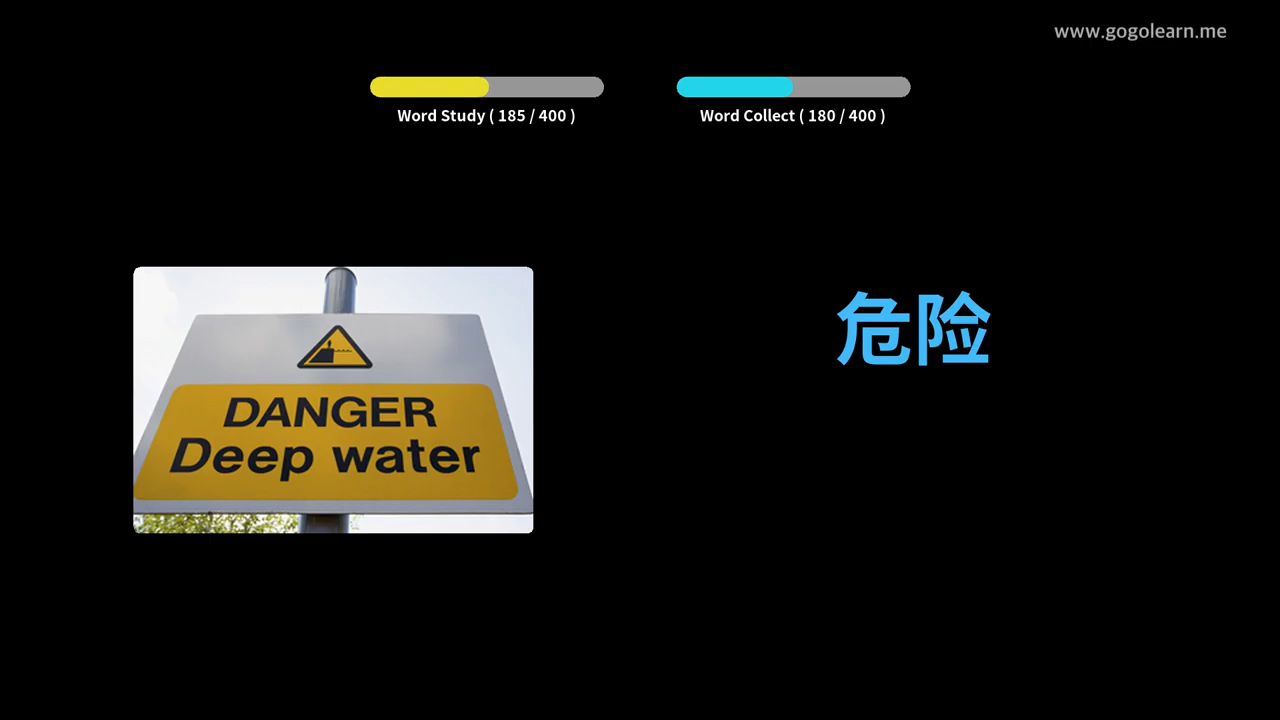 www.gogolearn.me
Word Study ( 185 / 400 )
Word Collect ( 180 / 400 )
DANGER
Deep water
危险